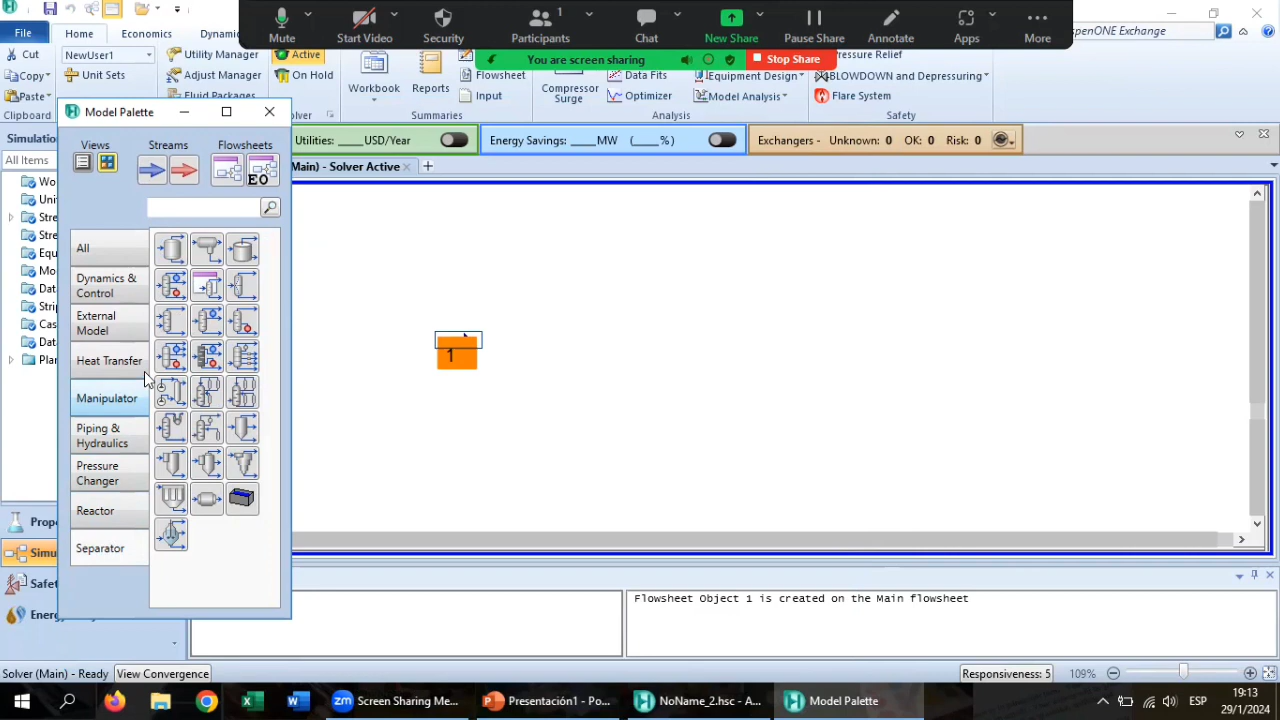 1
Mute
Start Video
Security
Participants
Chat
New Share
Pause Share
Annotate
Apps
More
You are screen sharing
Stop Share
File
Home
Economics
openONE Exchange
Cut
Copy
Paste
Clipboard
NewUser1
Unit Sets
Utility Manager
Adjust Manager
Fluid Packages
Active
On Hold
Workbook
Reports
Flowsheet
Input
Summaries
Compressor
Surge
Data Fits
Optimizer
Equipment Design
Model Analysis
Analysis
Pressure Relief
BLOWDOWN and Depressuring
Flare System
Safety
Utilities: ____ USD/Year
Energy Savings: ____ MW (____ %)
Exchangers - Unknown: 0 OK: 0 Risk: 0
(Main) - Solver Active
All Items
Model Palette
Views
Streams
Flowsheets
EO
All
Dynamics &
Control
External
Model
Heat Transfer
Manipulator
Piping &
Hydraulics
Pressure
Changer
Reactor
Separator
1
Flowsheet Object 1 is created on the Main flowsheet
Solver (Main) - Ready
View Convergence
Responsiveness: 5
109%
Screen Sharing Me...
Presentación1 - Po...
NoName_2.hsc - A...
Model Palette
ESP
19:13
29/1/2024